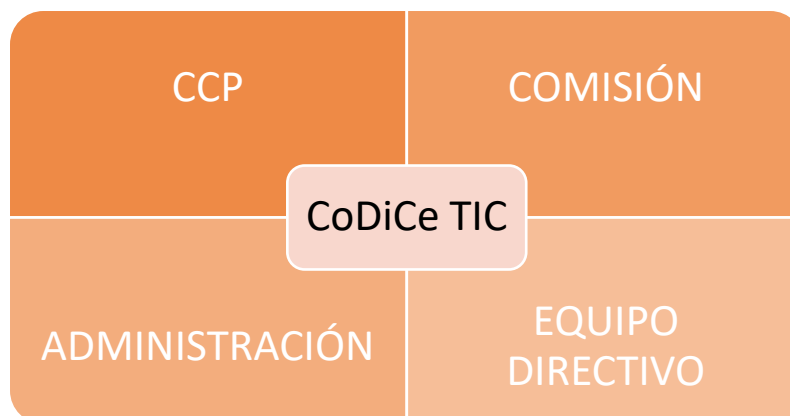 CCP
COMISIÓN
CoDiCe TIC
ADMINISTRACIÓN
EQUIPO
DIRECTIVO